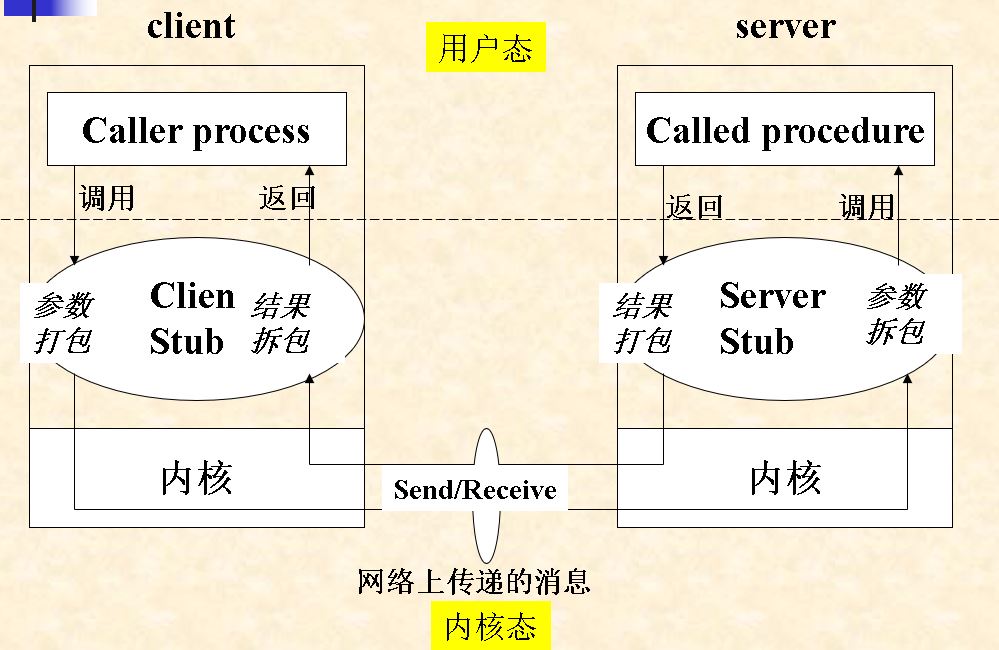 client
用户态
server
Caller process
Called procedure
调用
返回
返回
调用
参数
打包
Clien
Stub
结果
拆包
结果
打包
Server
Stub
参数
拆包
内核
Send/Receive
内核
网络上传递的消息
内核态